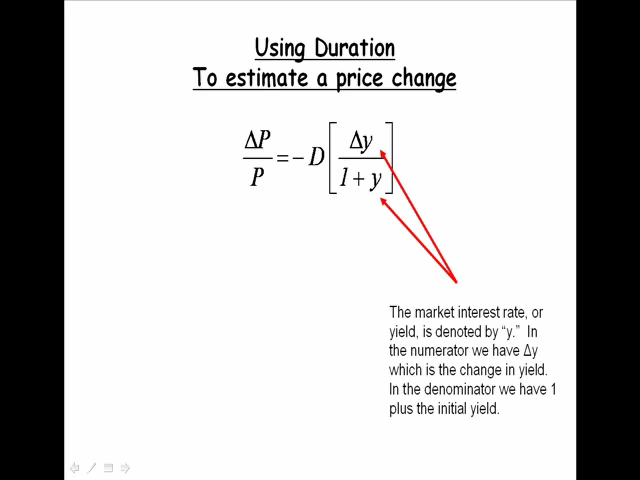 Using Duration
To estimate a price change
ΔP/P = − D [Δy/(1 + y)]
The market interest rate, or
yield, is denoted by “y.” In
the numerator we have Δy
which is the change in yield.
In the denominator we have 1
plus the initial yield.